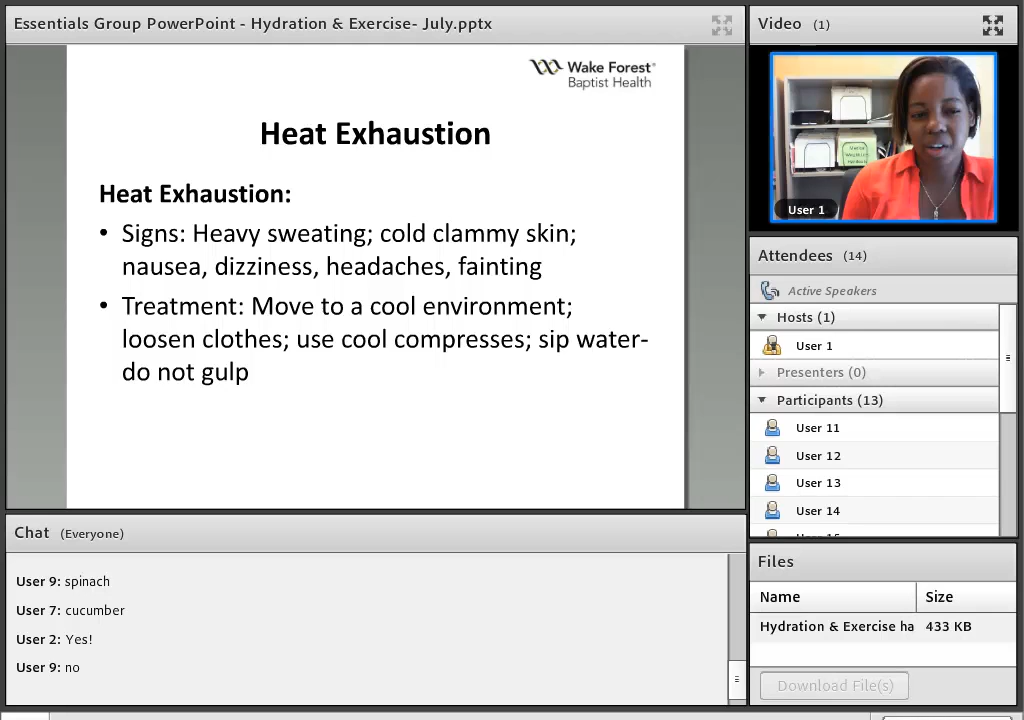 Essentials Group PowerPoint - Hydration & Exercise- July.pptx
Wake Forest®
Baptist Health
Heat Exhaustion
Heat Exhaustion:
• Signs: Heavy sweating; cold clammy skin;
nausea, dizziness, headaches, fainting
• Treatment: Move to a cool environment;
loosen clothes; use cool compresses; sip water-
do not gulp
Chat (Everyone)
User 9: spinach
User 7: cucumber
User 2: Yes!
User 9: no
Video (1)
User 1
Attendees (14)
Active Speakers
Hosts (1)
User 1
Presenters (0)
Participants (13)
User 11
User 12
User 13
User 14
Files
Name Size
Hydration & Exercise ha 433 KB
Download File(s)